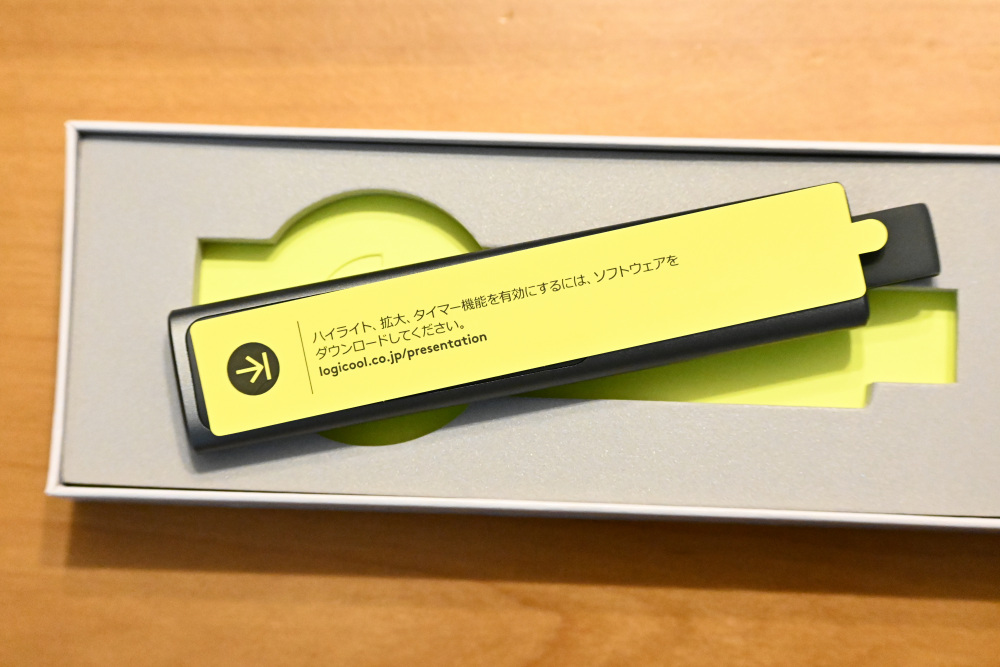 ハイライト、拡大、タイマー機能を有効にするには、ソフトウェアを
ダウンロードしてください。
logicool.co.jp/presentation